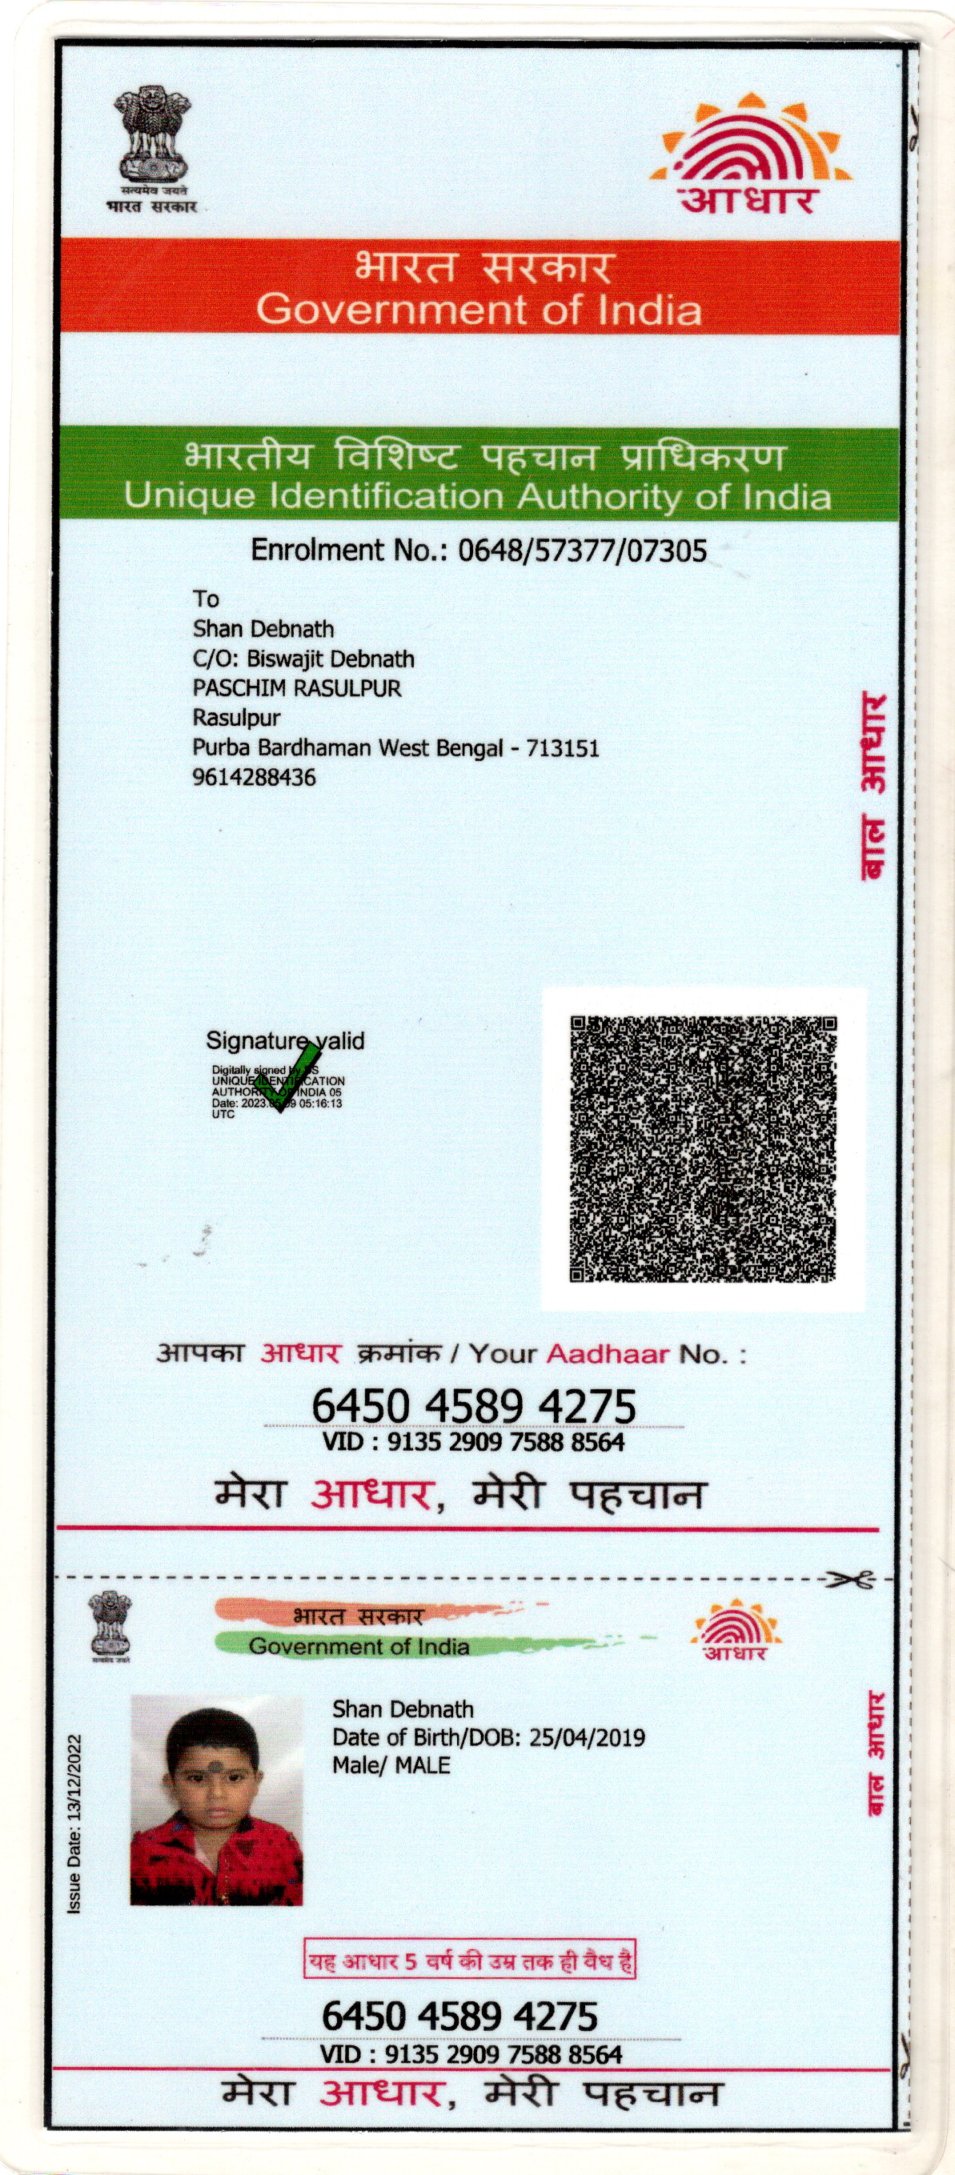 सत्यमेव जयते
भारत सरकार
आधार
भारत सरकार
Government of India
भारतीय विशिष्ट पहचान प्राधिकरण
Unique Identification Authority of India
Enrolment No.: 0648/57377/07305
To
Shan Debnath
C/O: Biswajit Debnath
PASCHIM RASULPUR
Rasulpur
Purba Bardhaman West Bengal - 713151
9614288436
बाल आधार
Signature valid
Digitally signed by DS
UNIQUE IDENTIFICATION
AUTHORITY OF INDIA 05
Date: 2023 09 05:16:13
UTC
आपका आधार क्रमांक / Your Aadhaar No. :
6450 4589 4275
VID : 9135 2909 7588 8564
मेरा आधार, मेरी पहचान
सत्यमेव जयते
भारत सरकार
Government of India
आधार
Shan Debnath
Date of Birth/DOB: 25/04/2019
Male/ MALE
Issue Date: 13/12/2022
बाल आधार
यह आधार 5 वर्ष की उम्र तक ही वैध है
6450 4589 4275
VID : 9135 2909 7588 8564
मेरा आधार, मेरी पहचान